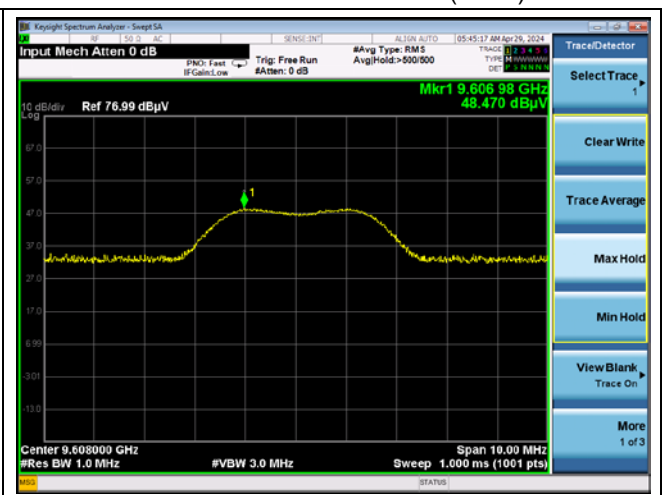 Keysight Spectrum Analyzer - Swept SA
RF 50 Ω AC SENSE:INT ALIGN AUTO 05:45:17 AM Apr 29, 2024
Input Mech Atten 0 dB
PNO: Fast
IFGain:Low
Trig: Free Run
#Atten: 0 dB
#Avg Type: RMS
Avg|Hold:>500/500
TRACE 1 2 3 4 5 6
TYPE M WWWWW
DET P S N N N N
Mkr1 9.606 98 GHz
48.470 dBµV
10 dB/div Ref 76.99 dBµV
Log
67.0
57.0
47.0
37.0
27.0
17.0
6.99
-3.01
-13.0
1
Center 9.608000 GHz Span 10.00 MHz
#Res BW 1.0 MHz #VBW 3.0 MHz Sweep 1.000 ms (1001 pts)
MSG STATUS
Trace/Detector
Select Trace
1
Clear Write
Trace Average
Max Hold
Min Hold
View Blank
Trace On
More
1 of 3